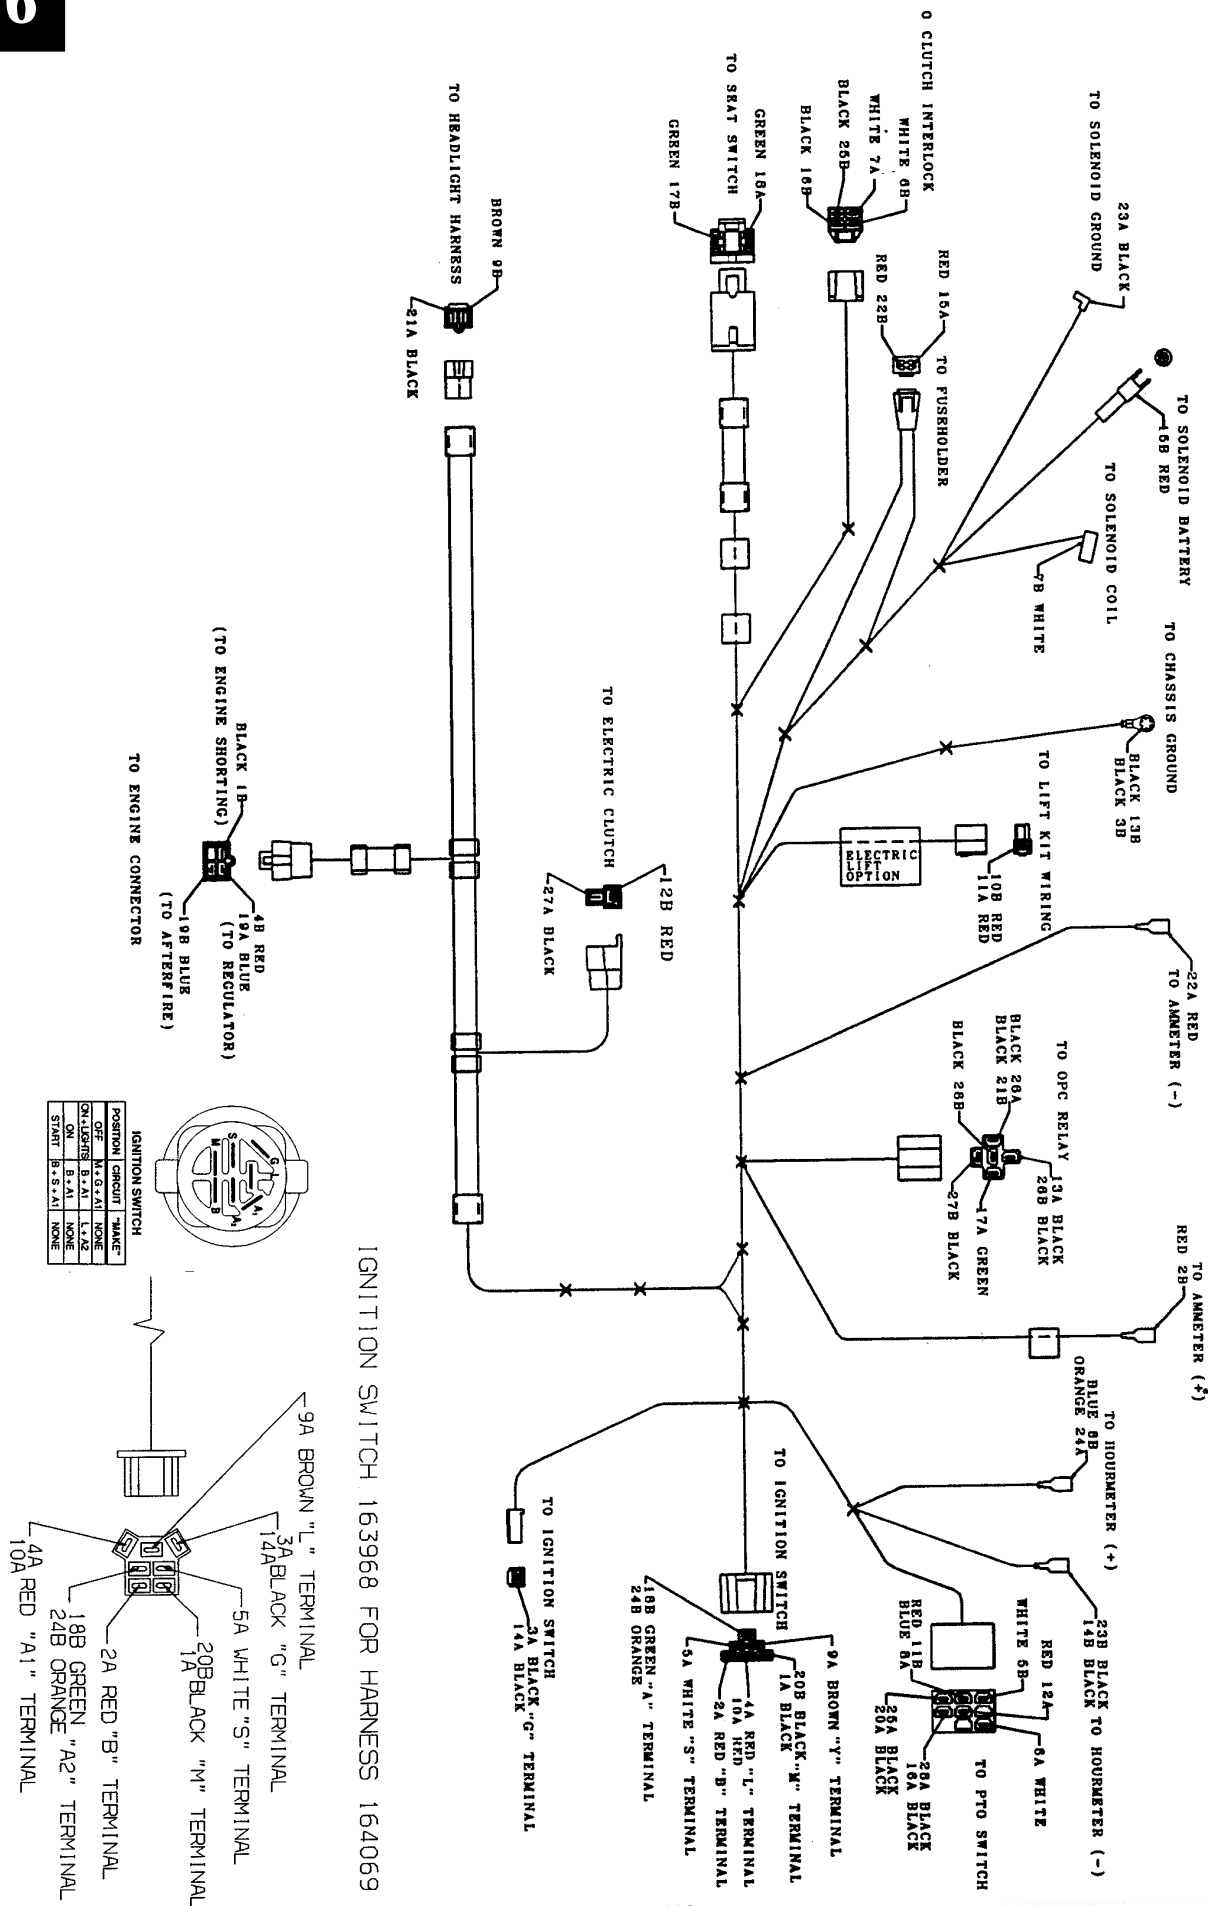 6
O CLUTCH INTERLOCK
WHITE 6B
WHITE 7A
BLACK 25B
BLACK 16B
TO SEAT SWITCH
GREEN 18A
GREEN 17B
TO HEADLIGHT HARNESS
BROWN 9B
21A BLACK
TO SOLENOID GROUND
23A BLACK
RED 15A
RED 22B
TO FUSEHOLDER
TO SOLENOID BATTERY
15B RED
TO SOLENOID COIL
7B WHITE
TO CHASSIS GROUND
BLACK 13B
BLACK 3B
TO LIFT KIT WIRING
10B RED
11A RED
ELECTRIC
LIFT
OPTION
22A RED
TO AMMETER (-)
TO OPC RELAY
BLACK 26A
BLACK 21B
BLACK 28B
13A BLACK
26B BLACK
17A GREEN
27B BLACK
TO AMMETER (+)
RED 2B
TO HOURMETER (+)
BLUE 8B
ORANGE 24A
23B BLACK TO HOURMETER (-)
14B BLACK
RED 12A
WHITE 5B
RED 11B
BLUE 8A
6A WHITE
28A BLACK
16A BLACK
25A BLACK
20A BLACK
TO PTO SWITCH
TO ELECTRIC CLUTCH
12B RED
27A BLACK
BLACK 1B
(TO ENGINE SHORTING)
4B RED
19A BLUE
(TO REGULATOR)
19B BLUE
(TO AFTERFIRE)
TO ENGINE CONNECTOR
TO IGNITION SWITCH
9A BROWN "Y" TERMINAL
20B BLACK "M" TERMINAL
1A BLACK
4A RED "L" TERMINAL
10A RED
2A RED "B" TERMINAL
5A WHITE "S" TERMINAL
18B GREEN "A" TERMINAL
24B ORANGE
TO IGNITION SWITCH
3A BLACK "G" TERMINAL
14A BLACK
IGNITION SWITCH 163968 FOR HARNESS 164069
G
L
S
M
A1
A2
B
IGNITION SWITCH
POSITION CIRCUIT "MAKE"
OFF M+G+A1 NONE
ON+LIGHTS B+A1 L+A2
ON B+A1 NONE
START B+S+A1 NONE
9A BROWN "L" TERMINAL
3A BLACK "G" TERMINAL
14A
5A WHITE "S" TERMINAL
20B BLACK "M" TERMINAL
1A
2A RED "B" TERMINAL
18B GREEN "A2" TERMINAL
24B ORANGE
4A RED "A1" TERMINAL
10A